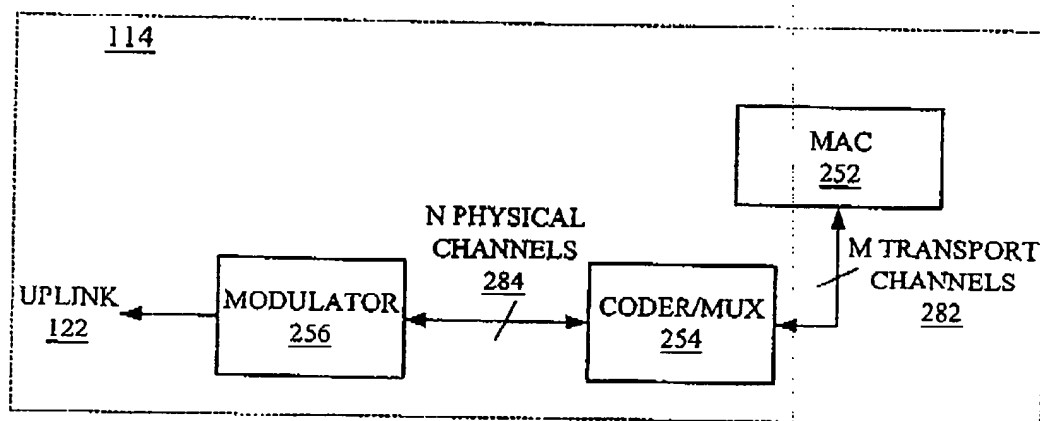 114
MAC
252
N PHYSICAL
CHANNELS
284
M TRANSPORT
CHANNELS
282
UPLINK
122
MODULATOR
256
CODER/MUX
254